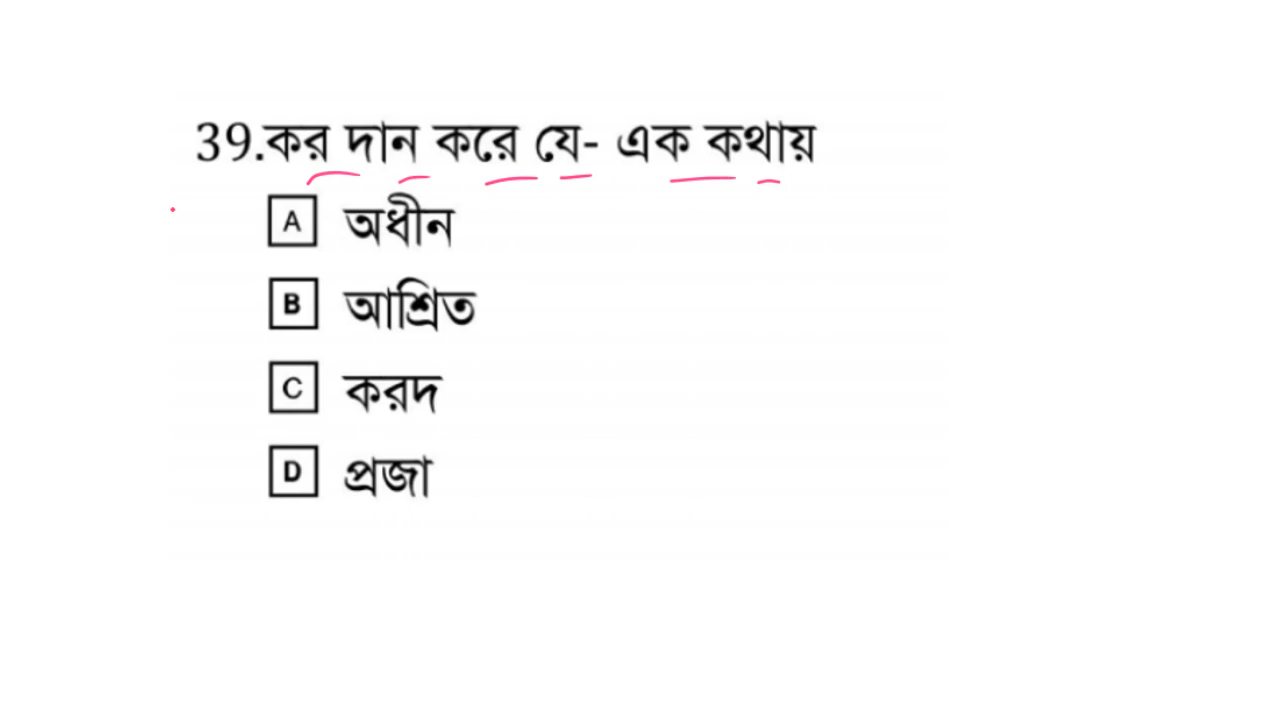 39.কর দান করে যে- এক কথায়
A অধীন
B আশ্রিত
C করদ
D প্রজা